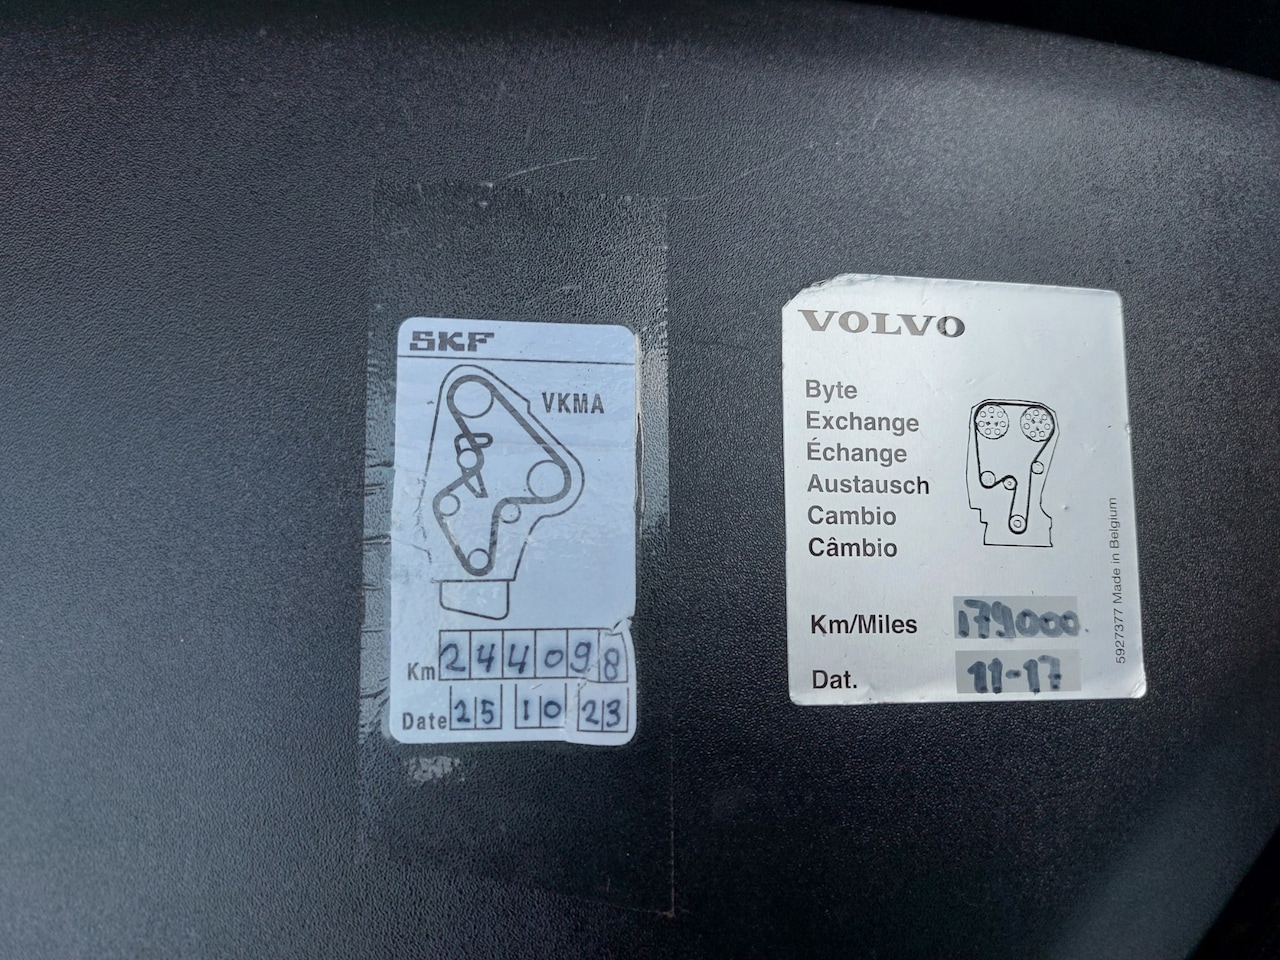 SKF
VKMA
Km 244098
Date 25 10 23
VOLVO
Byte
Exchange
Échange
Austausch
Cambio
Câmbio
Km/Miles 179000
Dat. 11-17
5927377 Made in Belgium